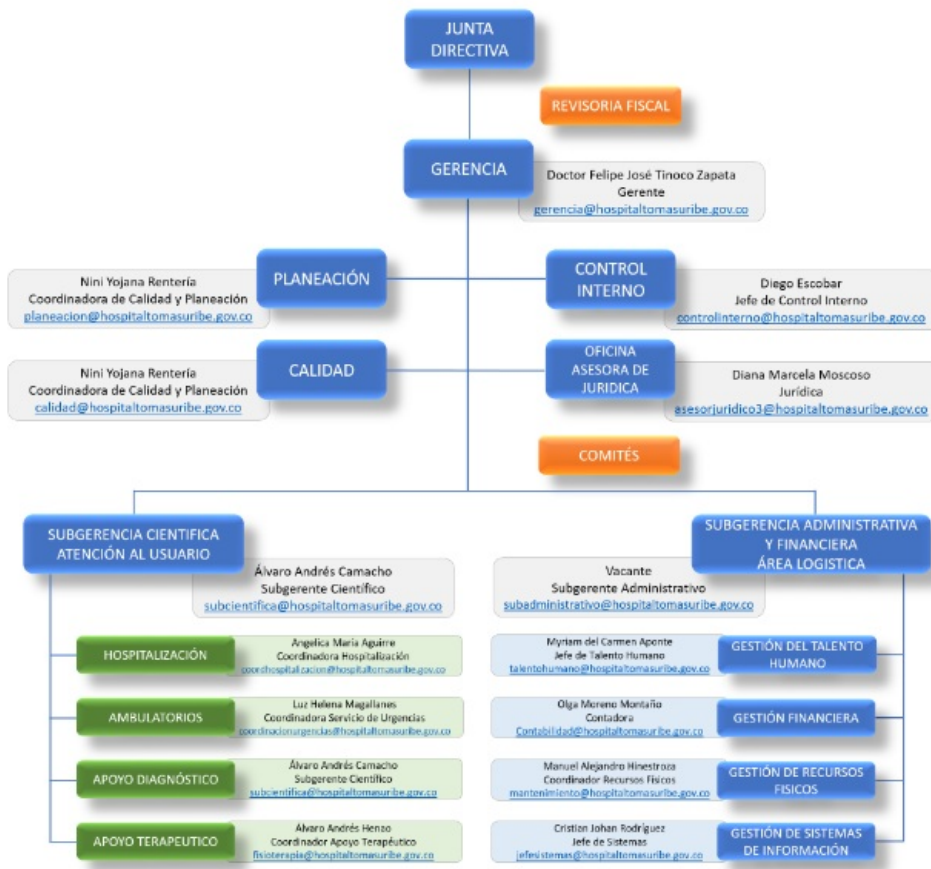 JUNTA
DIRECTIVA
REVISORIA FISCAL
GERENCIA
Doctor Felipe José Tinoco Zapata
Gerente
gerencia@hospitaltomasuribe.gov.co
PLANEACIÓN
Nini Yojana Rentería
Coordinadora de Calidad y Planeación
planeacion@hospitaltomasuribe.gov.co
CONTROL
INTERNO
Diego Escobar
Jefe de Control Interno
controlinterno@hospitaltomasuribe.gov.co
CALIDAD
Nini Yojana Rentería
Coordinadora de Calidad y Planeación
calidad@hospitaltomasuribe.gov.co
OFICINA
ASESORA DE
JURIDICA
Diana Marcela Moscoso
Jurídica
asesorjuridico3@hospitaltomasuribe.gov.co
COMITÉS
SUBGERENCIA CIENTIFICA
ATENCIÓN AL USUARIO
Álvaro Andrés Camacho
Subgerente Científico
subcientifica@hospitaltomasuribe.gov.co
SUBGERENCIA ADMINISTRATIVA
Y FINANCIERA
ÁREA LOGISTICA
Vacante
Subgerente Administrativo
subadministrativo@hospitaltomasuribe.gov.co
HOSPITALIZACIÓN
Angelica María Aguirre
Coordinadora Hospitalización
coordhospitalizacion@hospitaltomasuribe.gov.co
Myriam del Carmen Aponte
Jefe de Talento Humano
talentohumano@hospitaltomasuribe.gov.co
GESTIÓN DEL TALENTO
HUMANO
AMBULATORIOS
Luz Helena Magallanes
Coordinadora Servicio de Urgencias
coordinacionurgencias@hospitaltomasuribe.gov.co
Olga Moreno Montaño
Contadora
Contabilidad@hospitaltomasuribe.gov.co
GESTIÓN FINANCIERA
APOYO DIAGNÓSTICO
Álvaro Andrés Camacho
Subgerente Científico
subcientifica@hospitaltomasuribe.gov.co
Manuel Alejandro Hinestroza
Coordinador Recursos Fisicos
mantenimiento@hospitaltomasuribe.gov.co
GESTIÓN DE RECURSOS
FISICOS
APOYO TERAPEUTICO
Álvaro Andrés Henao
Coordinador Apoyo Terapéutico
fisioterapia@hospitaltomasuribe.gov.co
Cristian Johan Rodríguez
Jefe de Sistemas
jefesistemas@hospitaltomasuribe.gov.co
GESTIÓN DE SISTEMAS
DE INFORMACIÓN